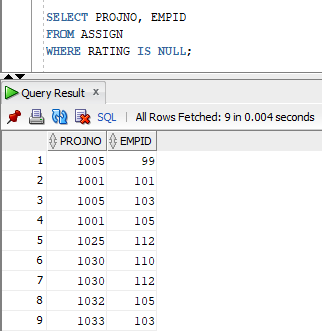 SELECT PROJNO, EMPID
FROM ASSIGN
WHERE RATING IS NULL;
Query Result x
SQL | All Rows Fetched: 9 in 0.004 seconds
PROJNO EMPID
1 1005 99
2 1001 101
3 1005 103
4 1001 105
5 1025 112
6 1030 110
7 1030 112
8 1032 105
9 1033 103